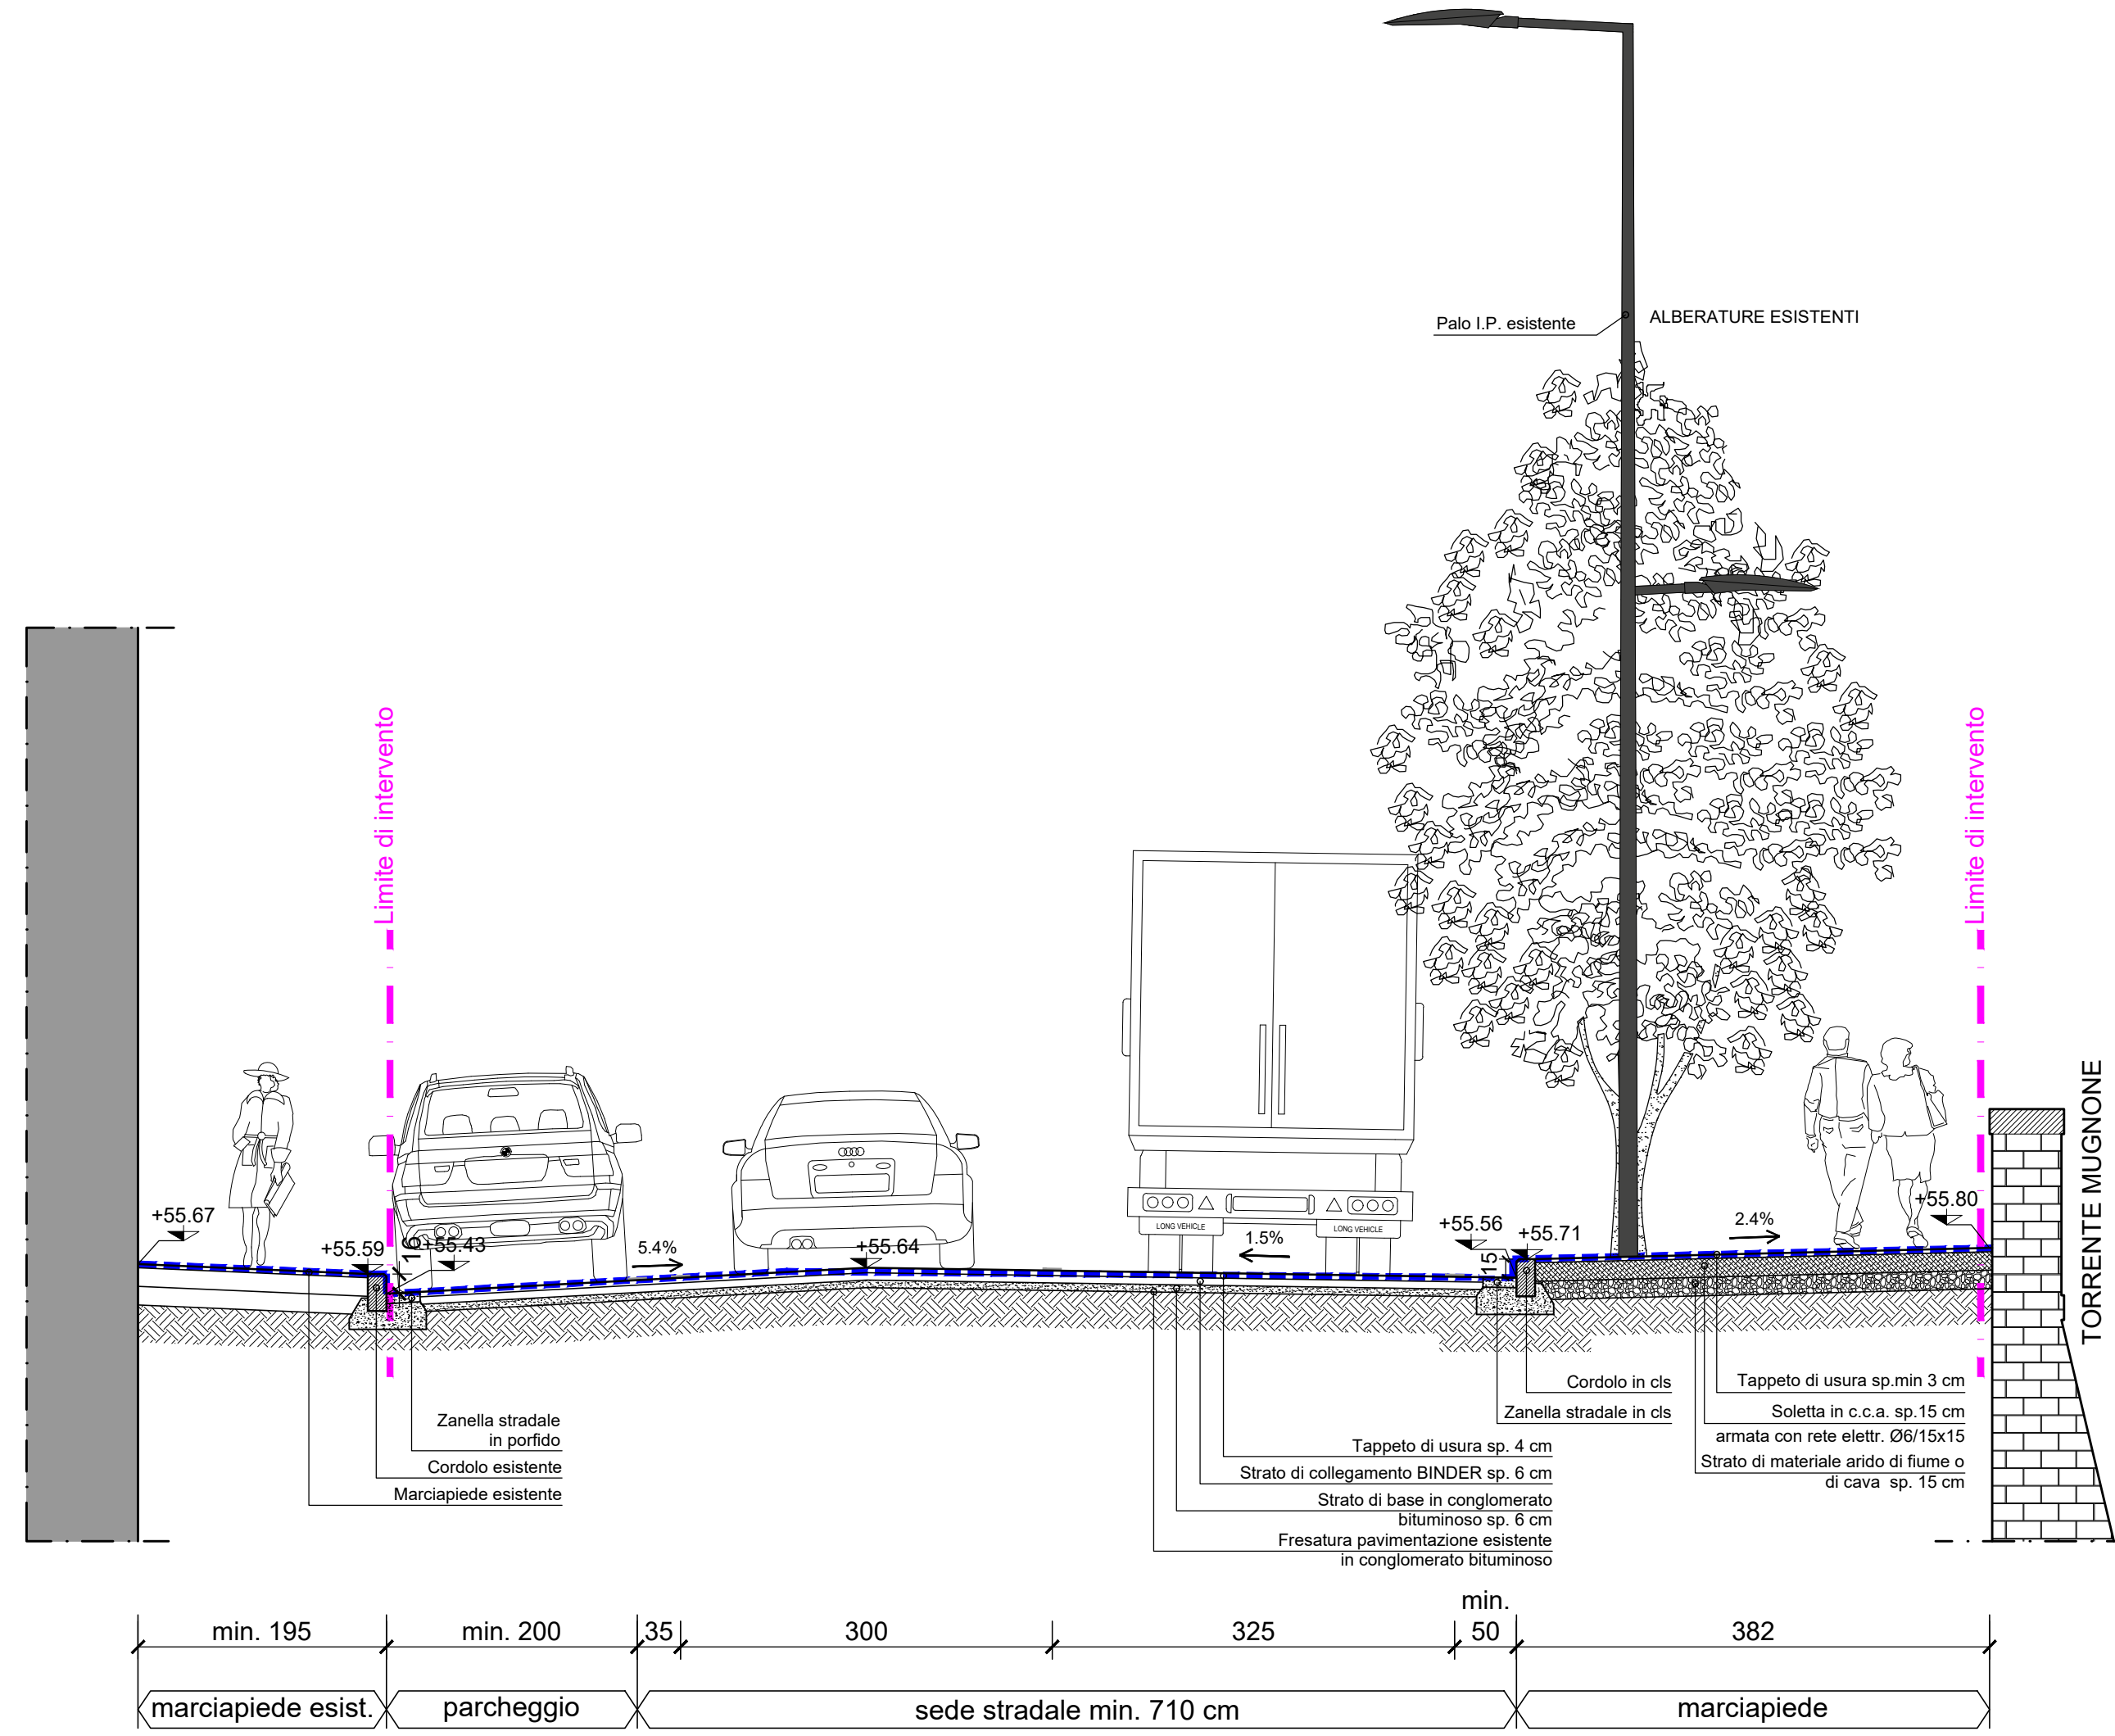 Palo I.P. esistente
ALBERATURE ESISTENTI
Limite di intervento
Limite di intervento
TORRENTE MUGNONE
+55.67
+55.59
16
+55.43
5.4%
+55.64
LONG VEHICLE
LONG VEHICLE
1.5%
+55.56
15
+55.71
2.4%
+55.80
Zanella stradale
in porfido
Cordolo esistente
Marciapiede esistente
Cordolo in cls
Zanella stradale in cls
Tappeto di usura sp. 4 cm
Strato di collegamento BINDER sp. 6 cm
Strato di base in conglomerato
bituminoso sp. 6 cm
Fresatura pavimentazione esistente
in conglomerato bituminoso
Tappeto di usura sp.min 3 cm
Soletta in c.c.a. sp.15 cm
armata con rete elettr. Ø6/15x15
Strato di materiale arido di fiume o
di cava sp. 15 cm
min. 195
min. 200
35
300
325
min.
50
382
marciapiede esist.
parcheggio
sede stradale min. 710 cm
marciapiede